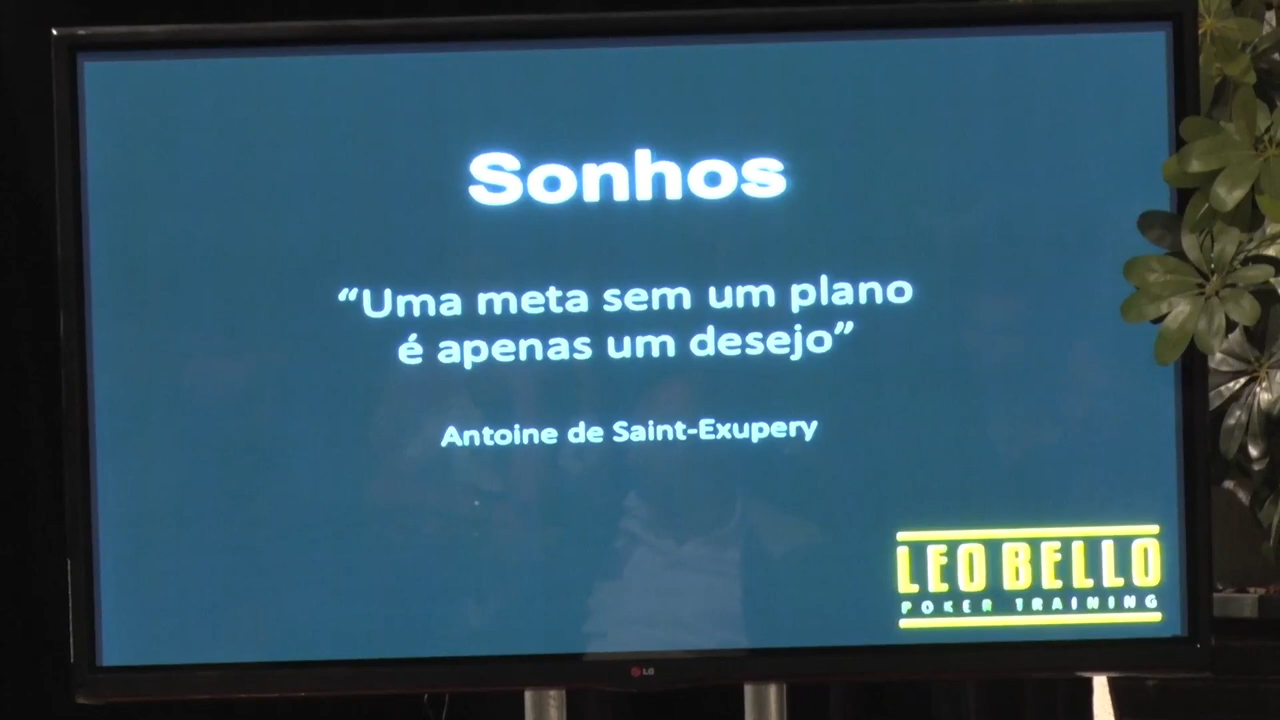 Sonhos
“Uma meta sem um plano
é apenas um desejo”
Antoine de Saint-Exupery
LEO BELLO
POKER TRAINING
LG